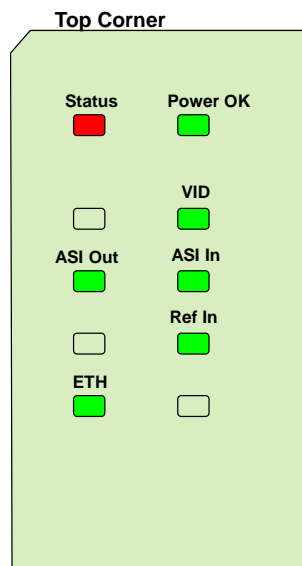 Top Corner
Status Power OK
VID
ASI Out ASI In
Ref In
ETH